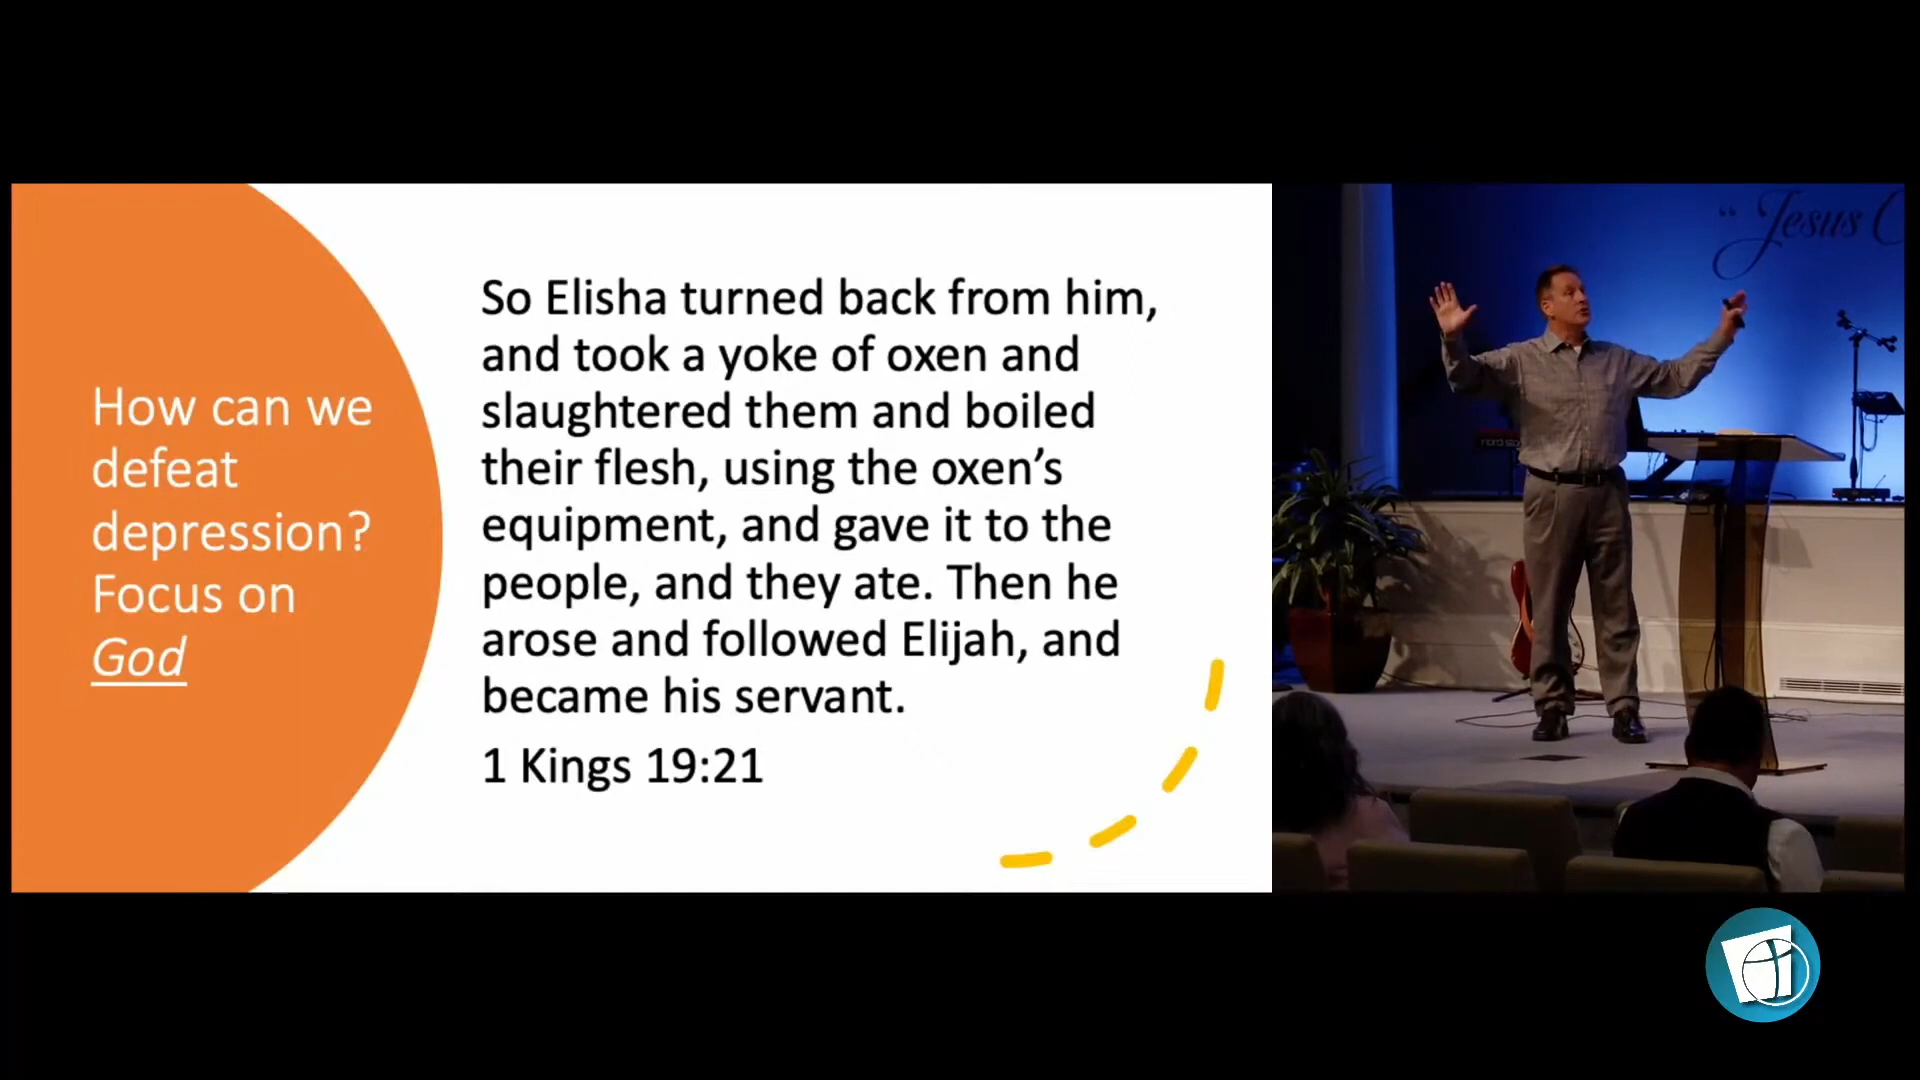 How can we
defeat
depression?
Focus on
God
So Elisha turned back from him,
and took a yoke of oxen and
slaughtered them and boiled
their flesh, using the oxen’s
equipment, and gave it to the
people, and they ate. Then he
arose and followed Elijah, and
became his servant.
1 Kings 19:21
“ Jesus C
nord